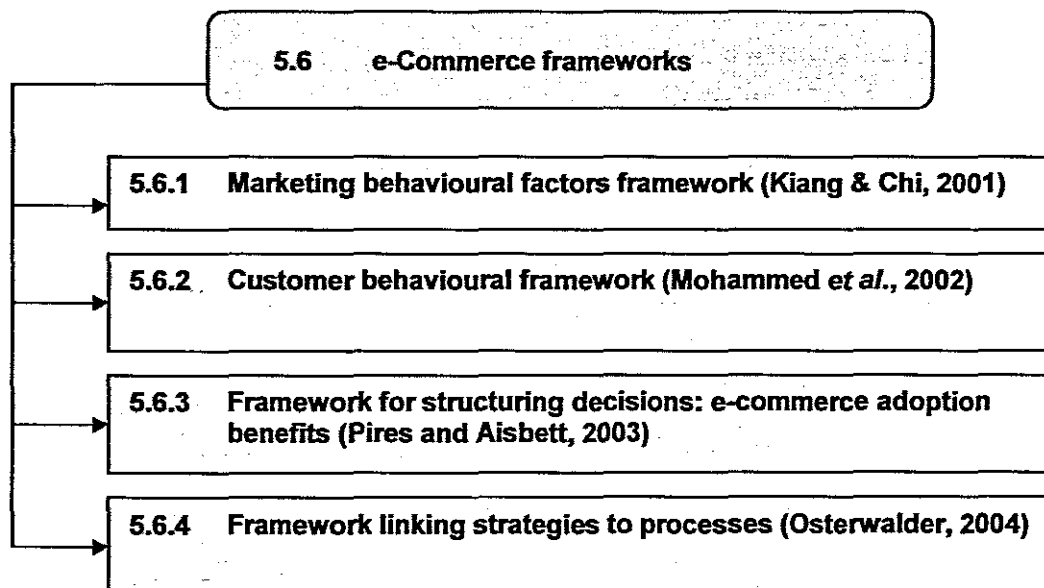 5.6 e-Commerce frameworks
5.6.1 Marketing behavioural factors framework (Kiang & Chi, 2001)
5.6.2 Customer behavioural framework (Mohammed et al., 2002)
5.6.3 Framework for structuring decisions: e-commerce adoption
benefits (Pires and Aisbett, 2003)
5.6.4 Framework linking strategies to processes (Osterwalder, 2004)